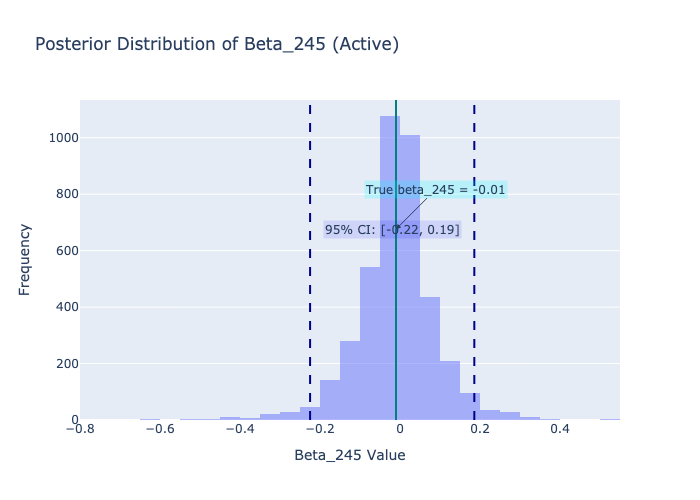 Posterior Distribution of Beta_245 (Active)
1000
800
600
400
200
0
Frequency
True beta_245 = -0.01
95% CI: [-0.22, 0.19]
−0.8
−0.6
−0.4
−0.2
0
0.2
0.4
Beta_245 Value